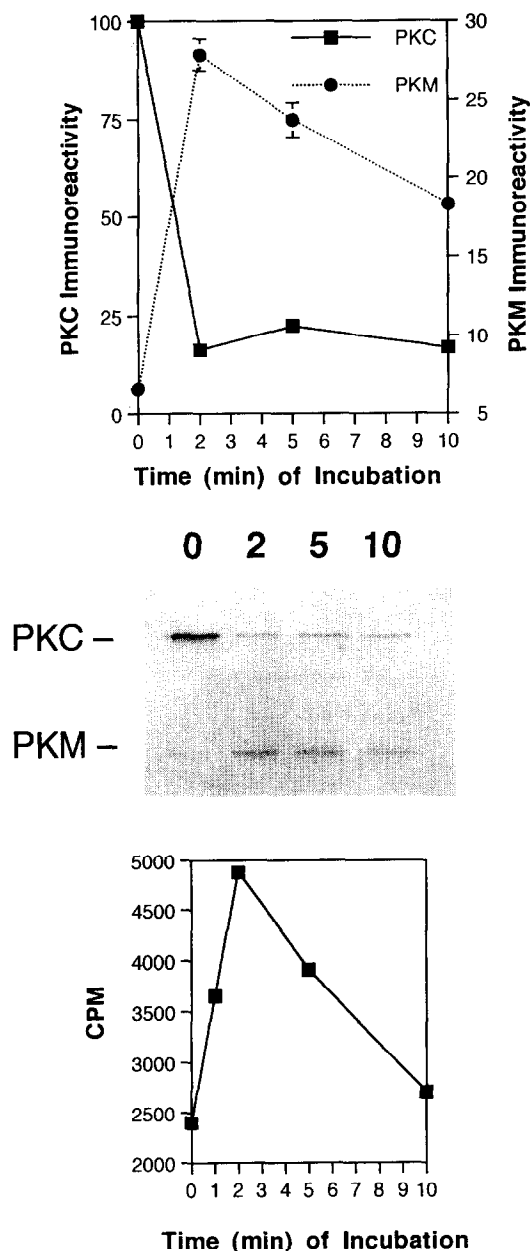 100
75
50
25
0
PKC Immunoreactivity
PKC
PKM
30
25
20
15
10
5
PKM Immunoreactivity
0 1 2 3 4 5 6 7 8 9 10
Time (min) of Incubation
0 2 5 10
PKC –
PKM –
5000
4500
4000
3500
3000
2500
2000
CPM
0 1 2 3 4 5 6 7 8 9 10
Time (min) of Incubation